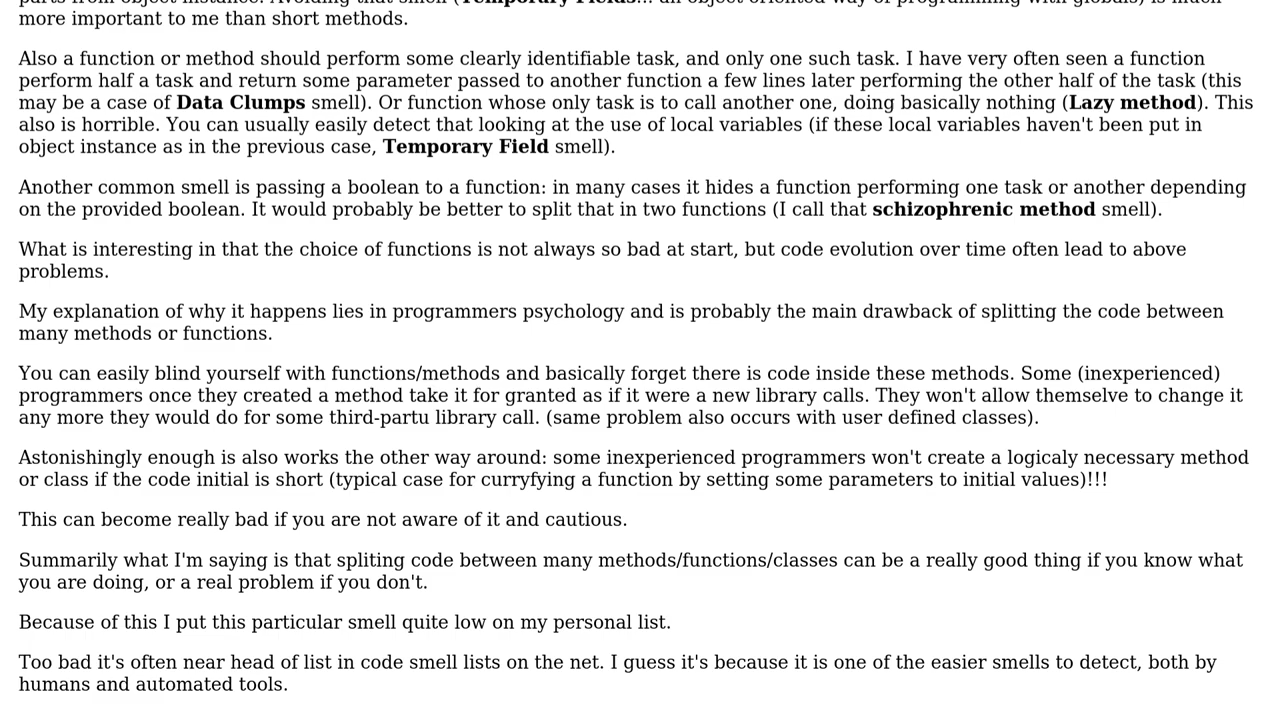 more important to me than short methods.
Also a function or method should perform some clearly identifiable task, and only one such task. I have very often seen a function
perform half a task and return some parameter passed to another function a few lines later performing the other half of the task (this
may be a case of Data Clumps smell). Or function whose only task is to call another one, doing basically nothing (Lazy method). This
also is horrible. You can usually easily detect that looking at the use of local variables (if these local variables haven't been put in
object instance as in the previous case, Temporary Field smell).
Another common smell is passing a boolean to a function: in many cases it hides a function performing one task or another depending
on the provided boolean. It would probably be better to split that in two functions (I call that schizophrenic method smell).
What is interesting in that the choice of functions is not always so bad at start, but code evolution over time often lead to above
problems.
My explanation of why it happens lies in programmers psychology and is probably the main drawback of splitting the code between
many methods or functions.
You can easily blind yourself with functions/methods and basically forget there is code inside these methods. Some (inexperienced)
programmers once they created a method take it for granted as if it were a new library calls. They won't allow themselve to change it
any more they would do for some third-partu library call. (same problem also occurs with user defined classes).
Astonishingly enough is also works the other way around: some inexperienced programmers won't create a logicaly necessary method
or class if the code initial is short (typical case for curryfying a function by setting some parameters to initial values)!!!
This can become really bad if you are not aware of it and cautious.
Summarily what I'm saying is that spliting code between many methods/functions/classes can be a really good thing if you know what
you are doing, or a real problem if you don't.
Because of this I put this particular smell quite low on my personal list.
Too bad it's often near head of list in code smell lists on the net. I guess it's because it is one of the easier smells to detect, both by
humans and automated tools.